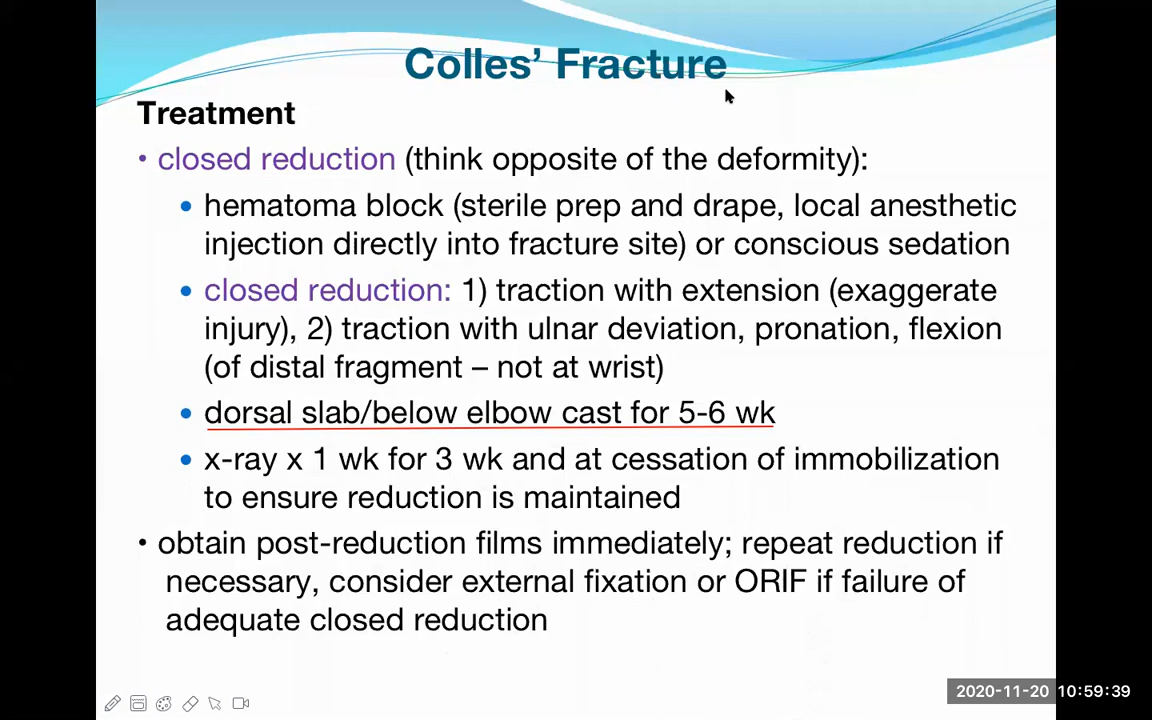 Colles’ Fracture
Treatment
• closed reduction (think opposite of the deformity):
• hematoma block (sterile prep and drape, local anesthetic
injection directly into fracture site) or conscious sedation
• closed reduction: 1) traction with extension (exaggerate
injury), 2) traction with ulnar deviation, pronation, flexion
(of distal fragment – not at wrist)
• dorsal slab/below elbow cast for 5-6 wk
• x-ray x 1 wk for 3 wk and at cessation of immobilization
to ensure reduction is maintained
• obtain post-reduction films immediately; repeat reduction if
necessary, consider external fixation or ORIF if failure of
adequate closed reduction
2020-11-20 10:59:39